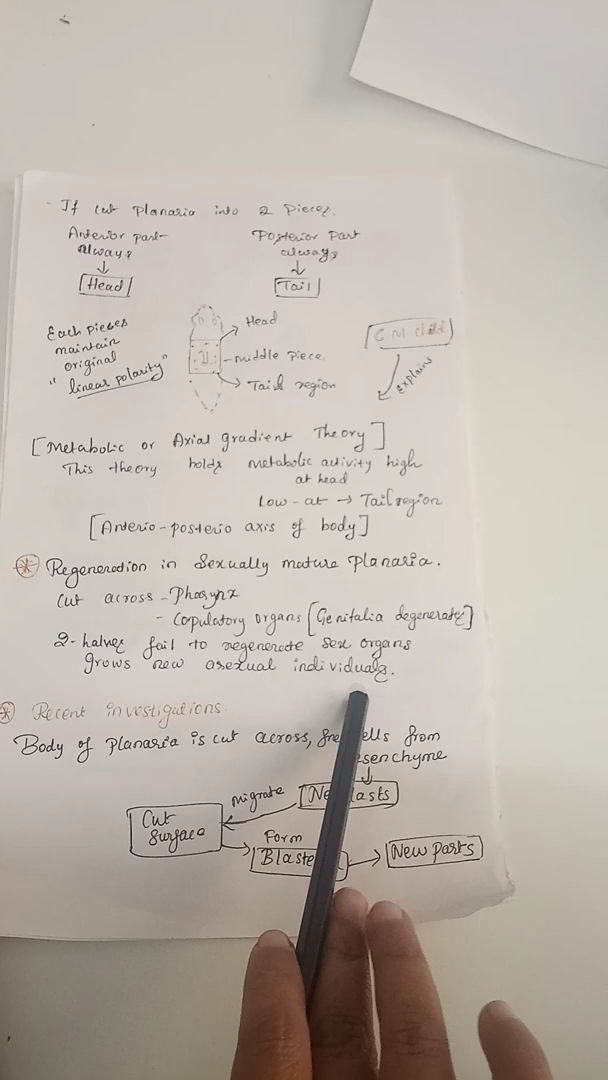 - If cut Planaria into 2 Pieces.
Anterior part always
↓
Head
Posterior Part always
↓
Tail
Each pieces maintain original "linear polarity"
Head
middle Piece
Tail region
C M child
explain
[Metabolic or Axial gradient Theory]
This theory holds metabolic activity high at head
Low - at → Tail region
[Anterio-posterio axis of body]
Regeneration in Sexually mature Planaria.
Cut across - Pharynx
- Copulatory organs [Genitalia degenerate]
2-halves fail to regenerate sex organs
grows new asexual individuals.
Recent investigations
Body of Planaria is cut across, from
migrate
Cut Surface
Form
New parts